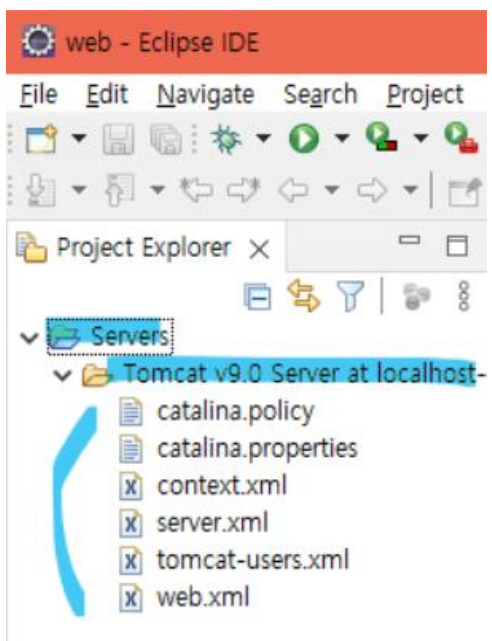 web - Eclipse IDE
File Edit Navigate Search Project
Project Explorer
Servers
Tomcat v9.0 Server at localhost-
catalina.policy
catalina.properties
context.xml
server.xml
tomcat-users.xml
web.xml